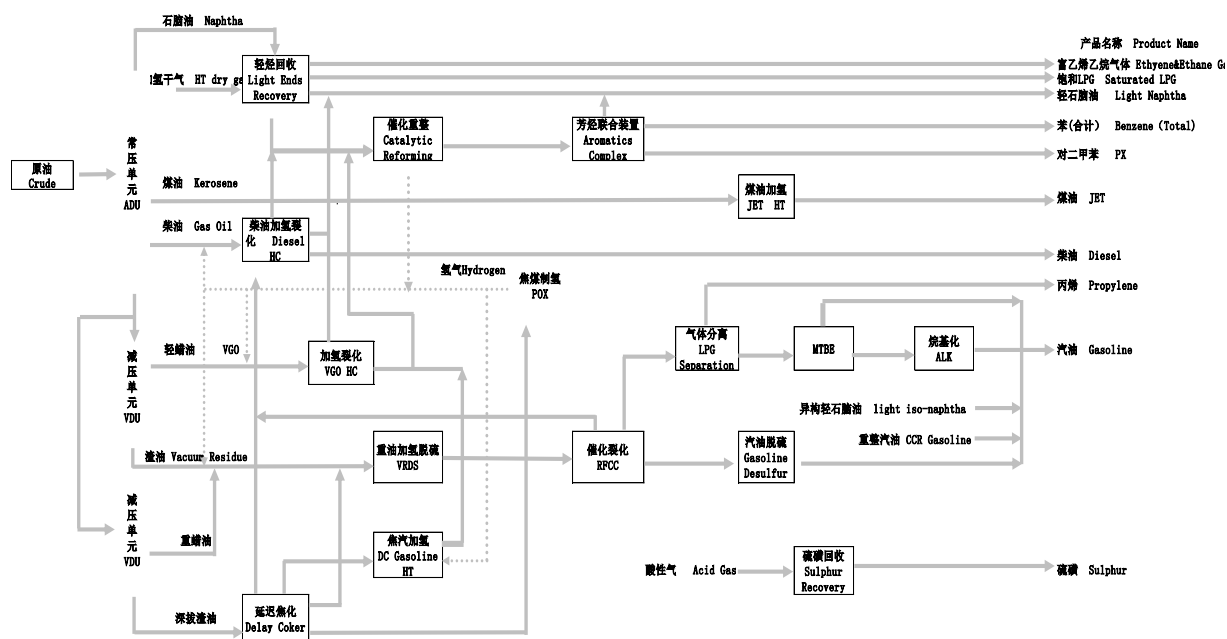 石脑油 Naphtha
产品名称 Product Name
轻烃回收
Light Ends
Recovery
富乙烯乙烷气体 Ethyene&Ethane
氢干气 HT dry
饱和LPG Saturated LPG
轻石脑油 Light Naphtha
催化重整
Catalytic
Reforming
芳烃联合装置
Aromatics
Complex
苯(合计) Benzene (Total)
对二甲苯 PX
常
压
单
元
ADU
原油
Crude
煤油 Kerosene
煤油加氢
JET HT
煤油 JET
柴油 Gas Oil
柴油加氢裂
化 Diesel
HC
柴油 Diesel
氢气Hydrogen
焦煤制氢
POX
丙烯 Propylene
减
压
单
元
VDU
轻蜡油 VGO
加氢裂化
VGO HC
气体分离
LPG
Separation
MTBE
烷基化
ALK
汽油 Gasoline
异构轻石脑油 light iso-naphtha
重整汽油 CCR Gasoline
渣油 Vacuur Residue
重油加氢脱硫
VRDS
催化裂化
RFCC
汽油脱硫
Gasoline
Desulfur
减
压
单
元
VDU
重蜡油
焦汽加氢
DC Gasoline
HT
酸性气 Acid Gas
硫磺回收
Sulphur
Recovery
硫磺 Sulphur
深拔渣油
延迟焦化
Delay Coker